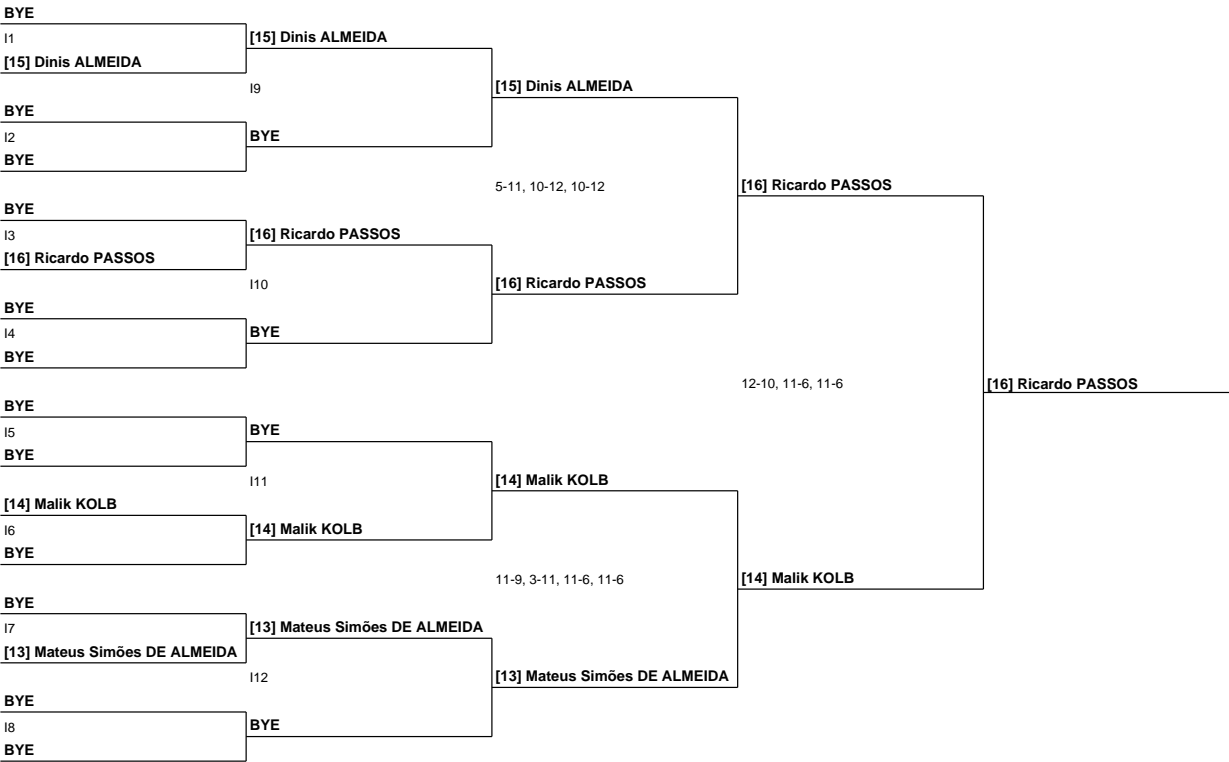 BYE
I1
[15] Dinis ALMEIDA
[15] Dinis ALMEIDA
I9
[15] Dinis ALMEIDA
BYE
I2
BYE
BYE
5-11, 10-12, 10-12
[16] Ricardo PASSOS
BYE
I3
[16] Ricardo PASSOS
[16] Ricardo PASSOS
I10
[16] Ricardo PASSOS
BYE
I4
BYE
BYE
12-10, 11-6, 11-6
[16] Ricardo PASSOS
BYE
I5
BYE
BYE
I11
[14] Malik KOLB
[14] Malik KOLB
I6
BYE
[14] Malik KOLB
11-9, 3-11, 11-6, 11-6
[14] Malik KOLB
BYE
I7
[13] Mateus Simões DE ALMEIDA
[13] Mateus Simões DE ALMEIDA
I12
[13] Mateus Simões DE ALMEIDA
BYE
I8
BYE
BYE